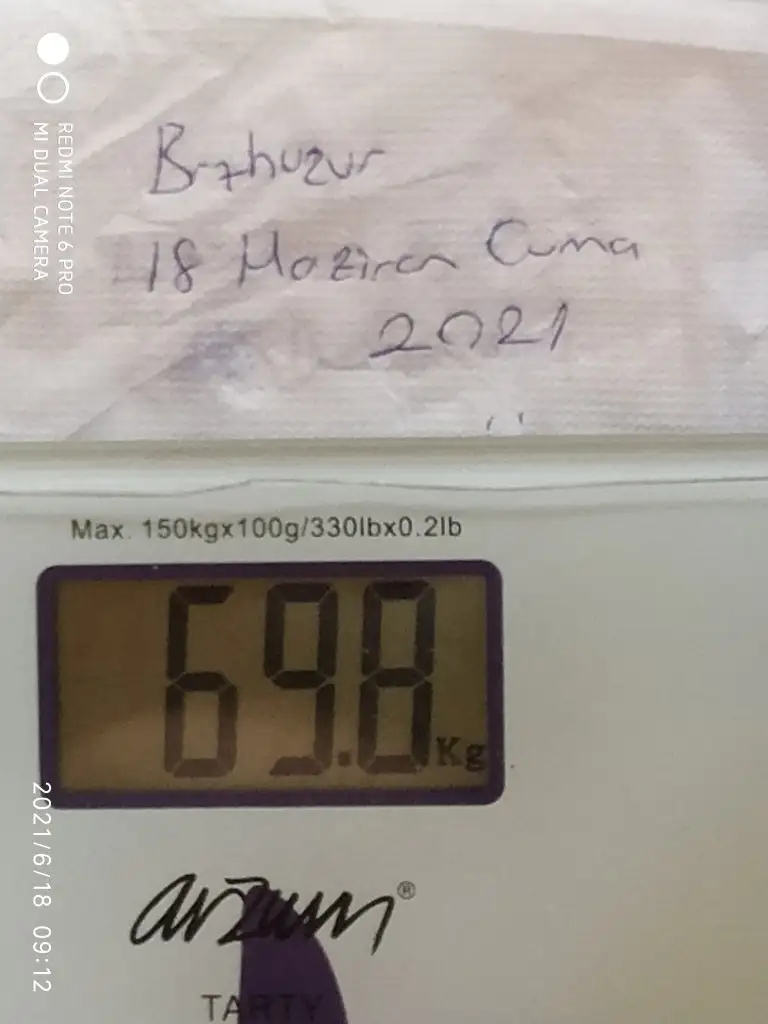 REDMI NOTE 6 PRO
MI DUAL CAMERA
18 Haziran Cuma
2021
Max. 150kgx100g/330lbx0.2lb
69.8 Kg
arzum®
TARTY
2021/6/18 09:12